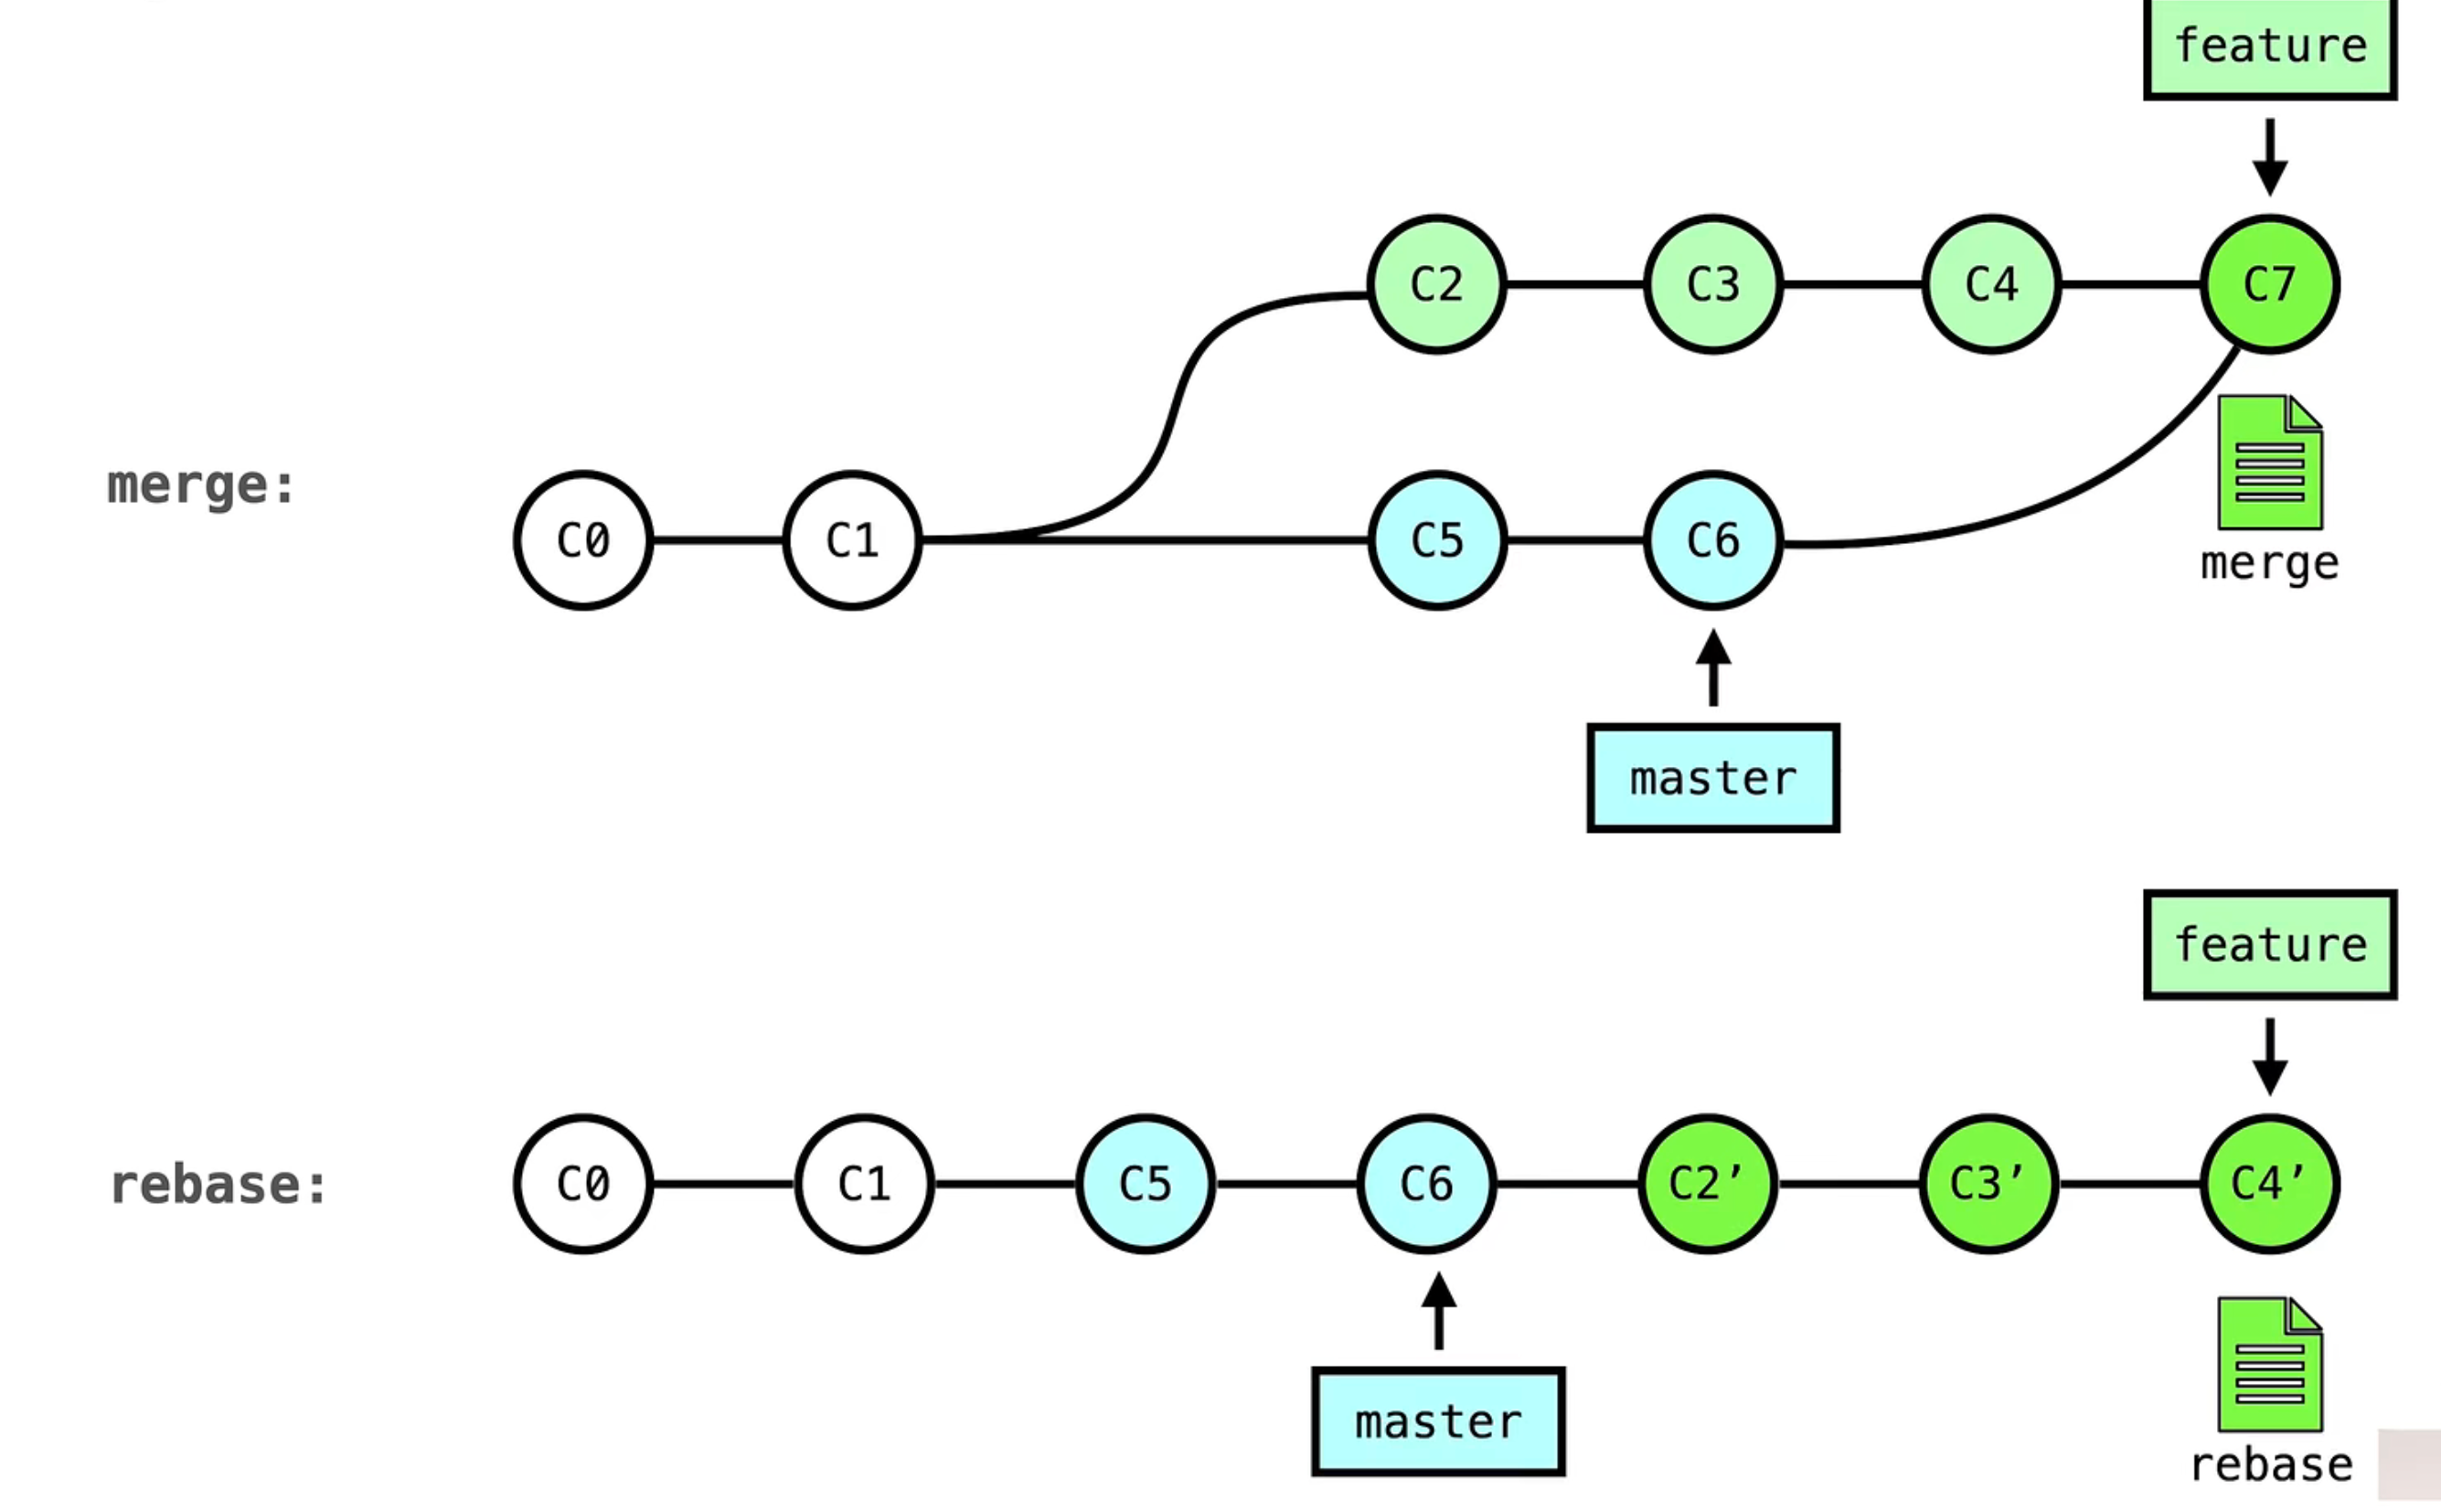 feature
C2 C3 C4 C7
merge:
C0 C1 C5 C6
merge
master
feature
rebase:
C0 C1 C5 C6 C2’ C3’ C4’
master
rebase